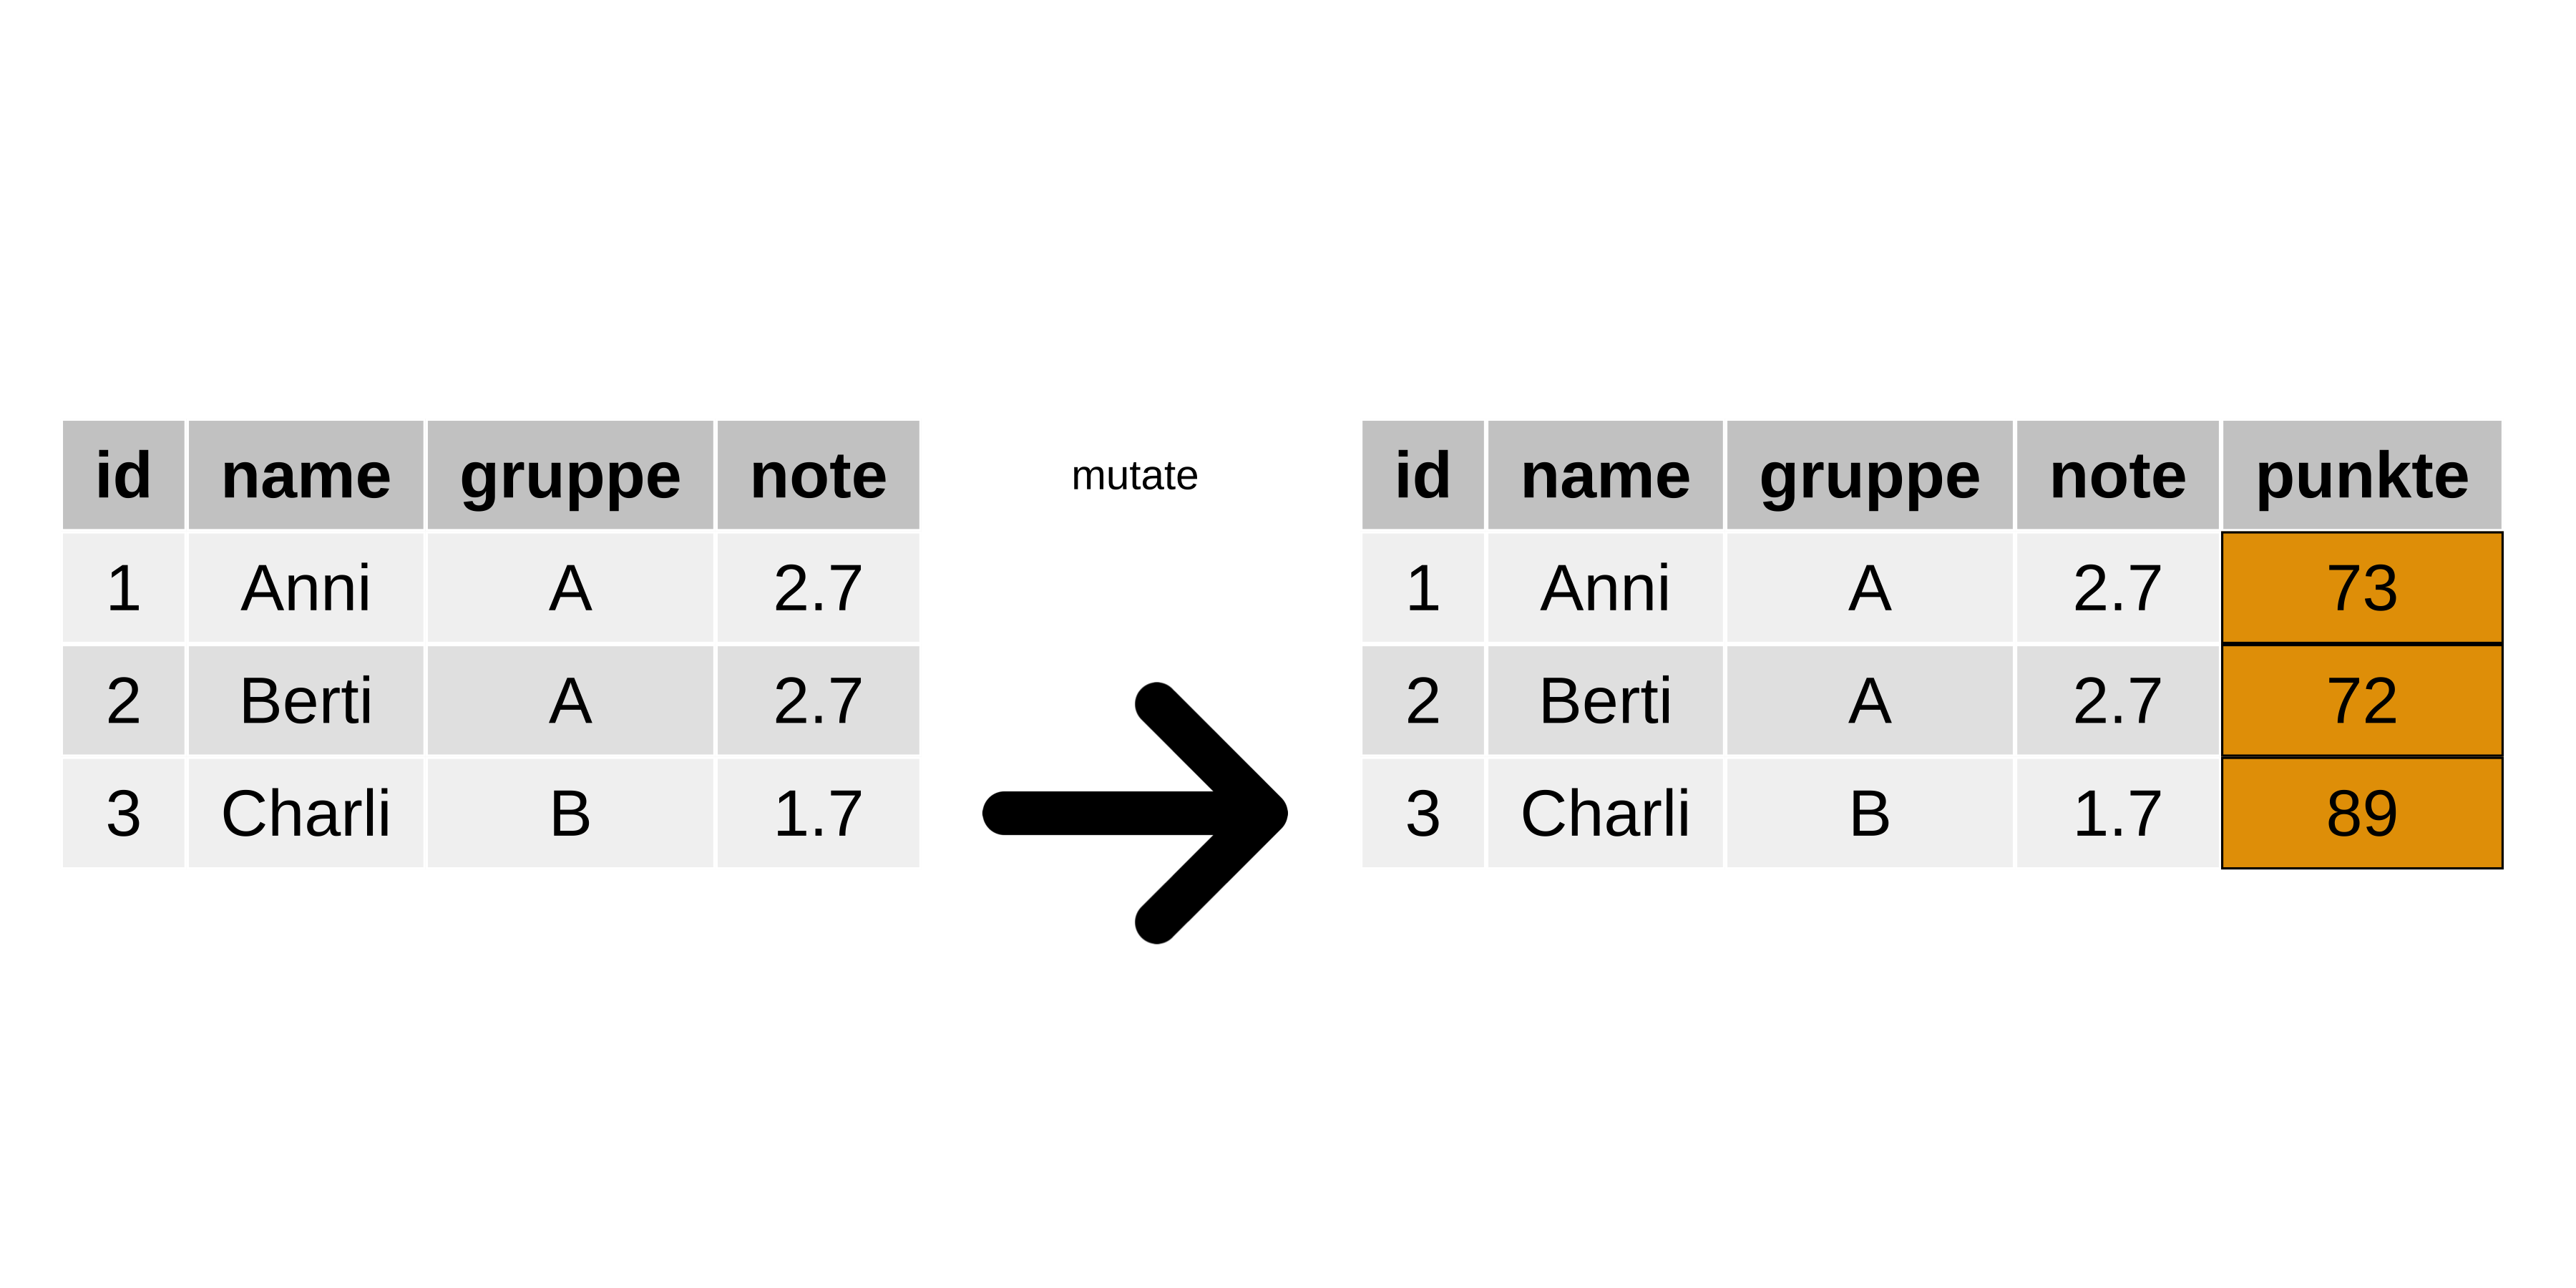 id name gruppe note
1 Anni A 2.7
2 Berti A 2.7
3 Charli B 1.7
mutate
id name gruppe note punkte
1 Anni A 2.7 73
2 Berti A 2.7 72
3 Charli B 1.7 89